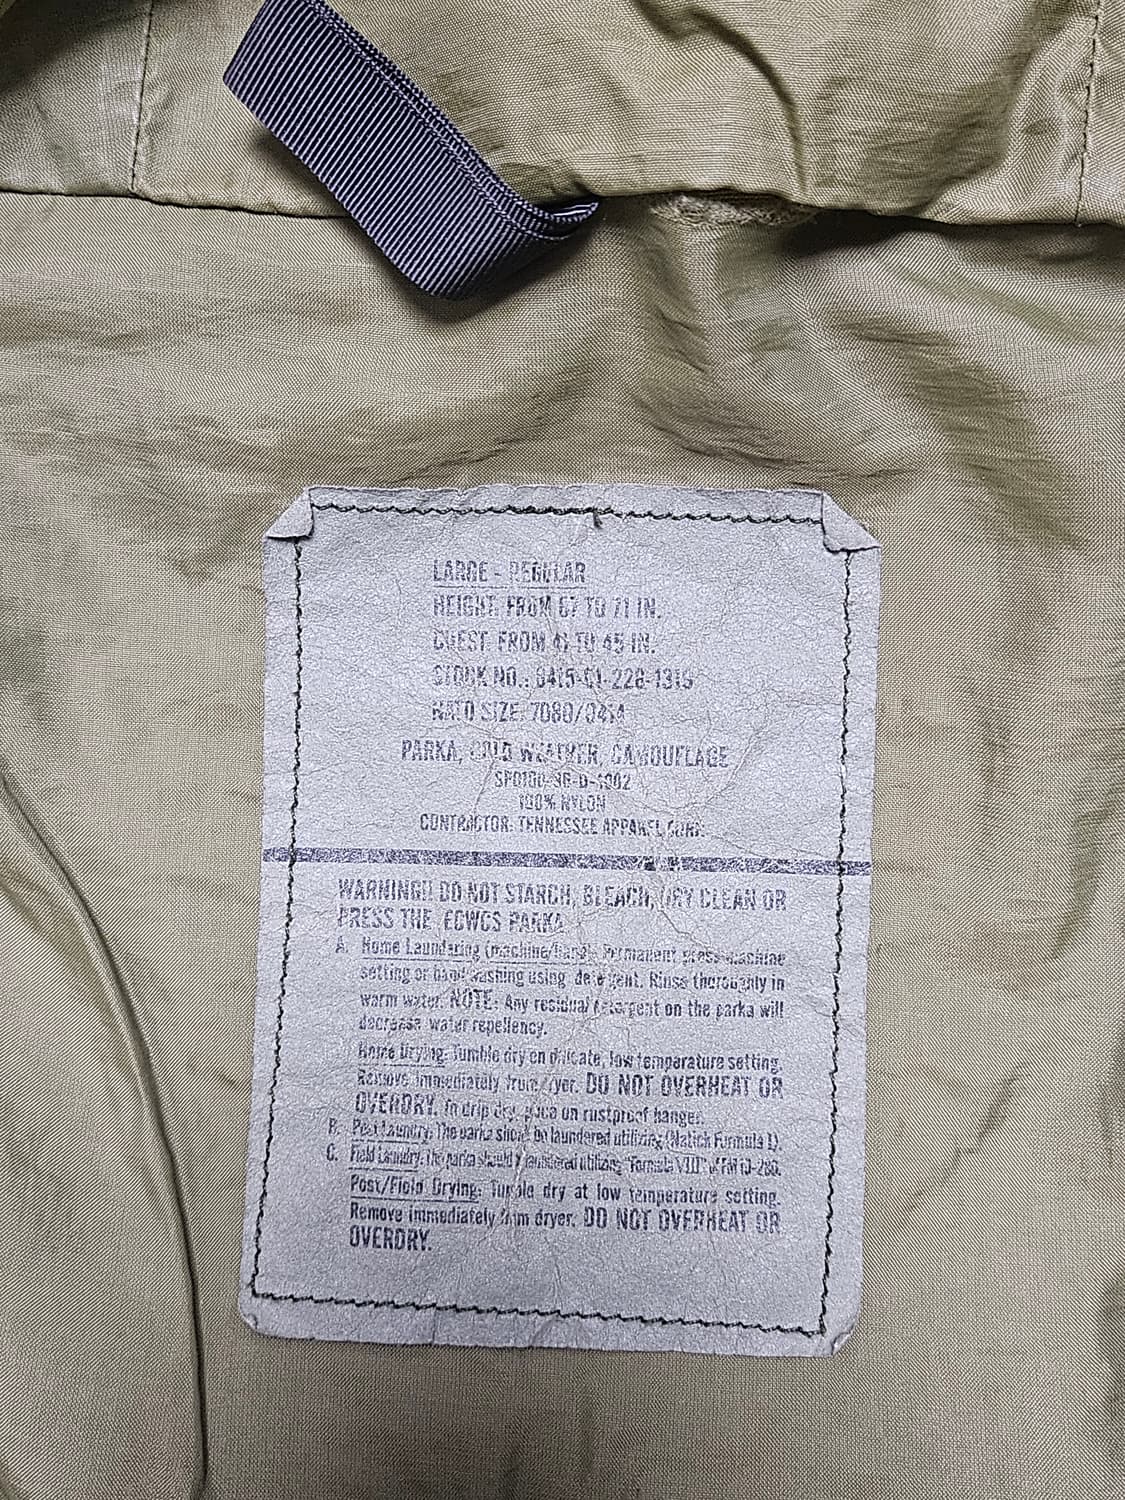 LARGE - REGULAR
HEIGHT: FROM 67 TO 71 IN.
CHEST: FROM 41 TO 45 IN.
STOCK NO.: 8415-01-228-1319
NATO SIZE: 7080/0414
PARKA, COLD WEATHER, CAMOUFLAGE
100% NYLON
CONTRACTOR: TENNESSEE APPAREL CORP.
WARNING!! DO NOT STARCH, BLEACH, DRY CLEAN OR
PRESS THE ECWCS PARKA
A. Home Laundering (machine/hand): Permanent press machine
setting or hand washing using detergent. Rinse thoroughly in
warm water. NOTE: Any residual detergent on the parka will
decrease water repellency.
Home Drying: Tumble dry on delicate, low temperature setting.
Remove immediately from dryer. DO NOT OVERHEAT OR
OVERDRY. To drip dry, place on rustproof hanger.
B. Post Laundry: The parka should be laundered utilizing (Natick Formula I).
C. Field Laundry: The parka should be laundered utilizing "Formula VIII" of FM 10-280.
Post/Field Drying: Tumble dry at low temperature setting.
Remove immediately from dryer. DO NOT OVERHEAT OR
OVERDRY.